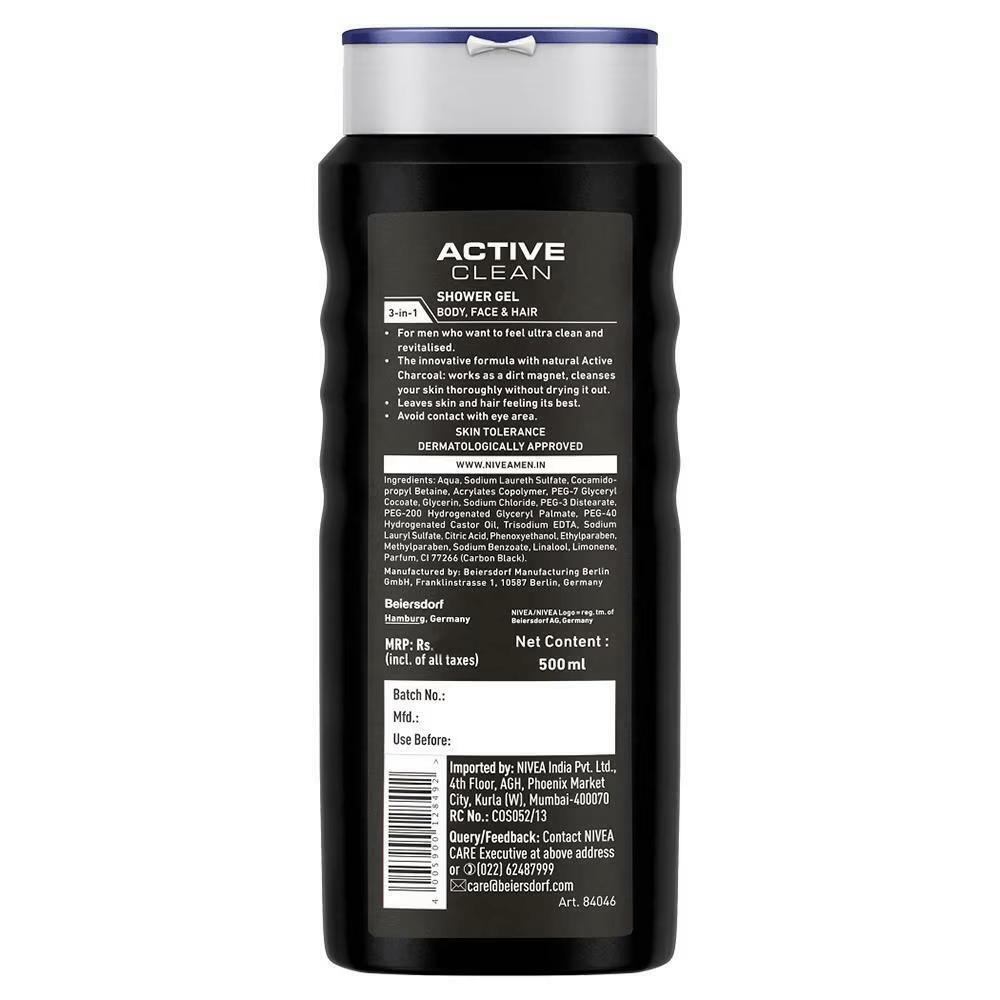 ACTIVE
CLEAN
SHOWER GEL
3-in-1 BODY, FACE & HAIR
• For men who want to feel ultra clean and
revitalised.
• The innovative formula with natural Active
Charcoal: works as a dirt magnet, cleanses
your skin thoroughly without drying it out.
• Leaves skin and hair feeling its best.
• Avoid contact with eye area.
SKIN TOLERANCE
DERMATOLOGICALLY APPROVED
WWW.NIVEAMEN.IN
Ingredients: Aqua, Sodium Laureth Sulfate, Cocamido-
propyl Betaine, Acrylates Copolymer, PEG-7 Glyceryl
Cocoate, Glycerin, Sodium Chloride, PEG-3 Distearate,
PEG-200 Hydrogenated Glyceryl Palmate, PEG-40
Hydrogenated Castor Oil, Trisodium EDTA, Sodium
Lauryl Sulfate, Citric Acid, Phenoxyethanol, Ethylparaben,
Methylparaben, Sodium Benzoate, Linalool, Limonene,
Parfum, CI 77266 (Carbon Black).
Manufactured by: Beiersdorf Manufacturing Berlin
GmbH, Franklinstrasse 1, 10587 Berlin, Germany
Beiersdorf
Hamburg, Germany
NIVEA/NIVEA Logo = reg. tm. of
Beiersdorf AG, Germany
MRP: Rs.
(incl. of all taxes)
Net Content :
500 ml
Batch No.:
Mfd.:
Use Before:
4 005900 128492 >
Imported by: NIVEA India Pvt. Ltd.,
4th Floor, AGH, Phoenix Market
City, Kurla (W), Mumbai-400070
RC No.: COS052/13
Query/Feedback: Contact NIVEA
CARE Executive at above address
or (022) 62487999
care@beiersdorf.com
Art. 84046